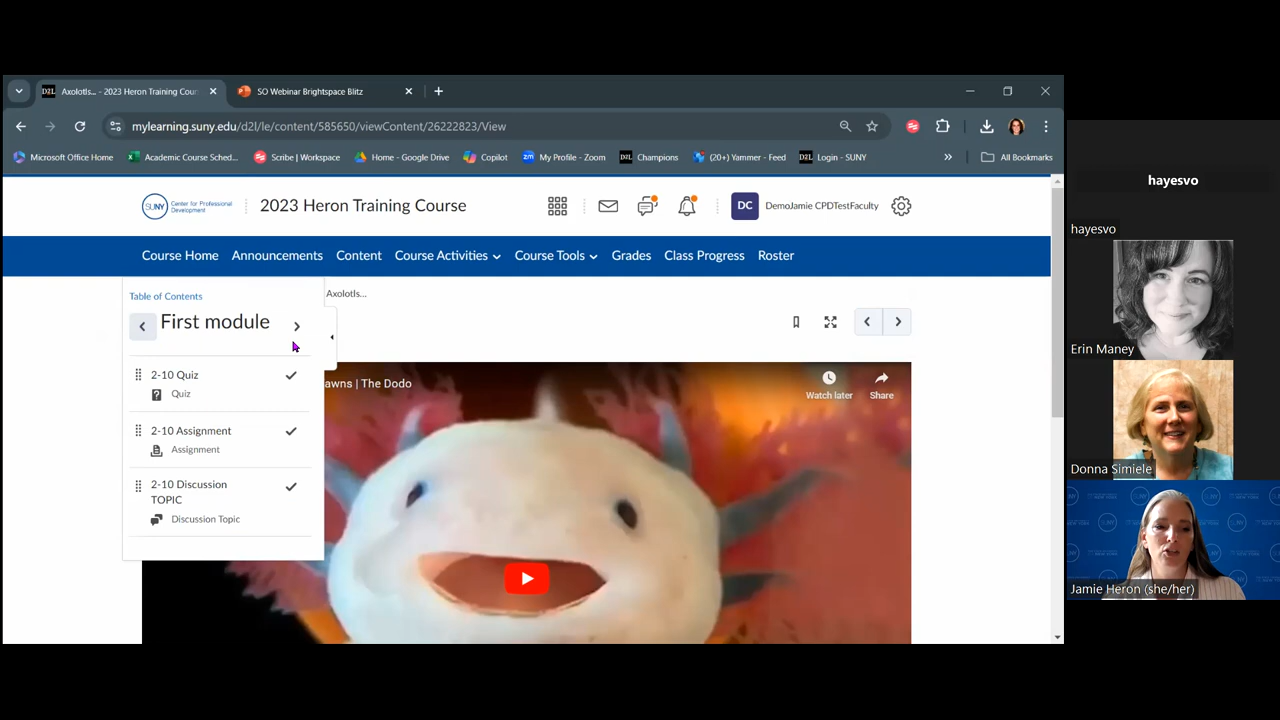 Axolotls... - 2023 Heron Training Cour
SO Webinar Brightspace Blitz
mylearning.suny.edu/d2l/le/content/585650/viewContent/26222823/View
Microsoft Office Home
Academic Course Sched...
Scribe | Workspace
Home - Google Drive
Copilot
My Profile - Zoom
D2L Champions
(20+) Yammer - Feed
D2L Login - SUNY
All Bookmarks
SUNY Center for Professional Development
2023 Heron Training Course
DC
DemoJamie CPDTestFaculty
Course Home
Announcements
Content
Course Activities
Course Tools
Grades
Class Progress
Roster
Table of Contents
Axolotls...
First module
2-10 Quiz
Quiz
2-10 Assignment
Assignment
2-10 Discussion
TOPIC
Discussion Topic
awns | The Dodo
Watch later
Share
hayesvo
hayesvo
Erin Maney
Donna Simiele
Jamie Heron (she/her)